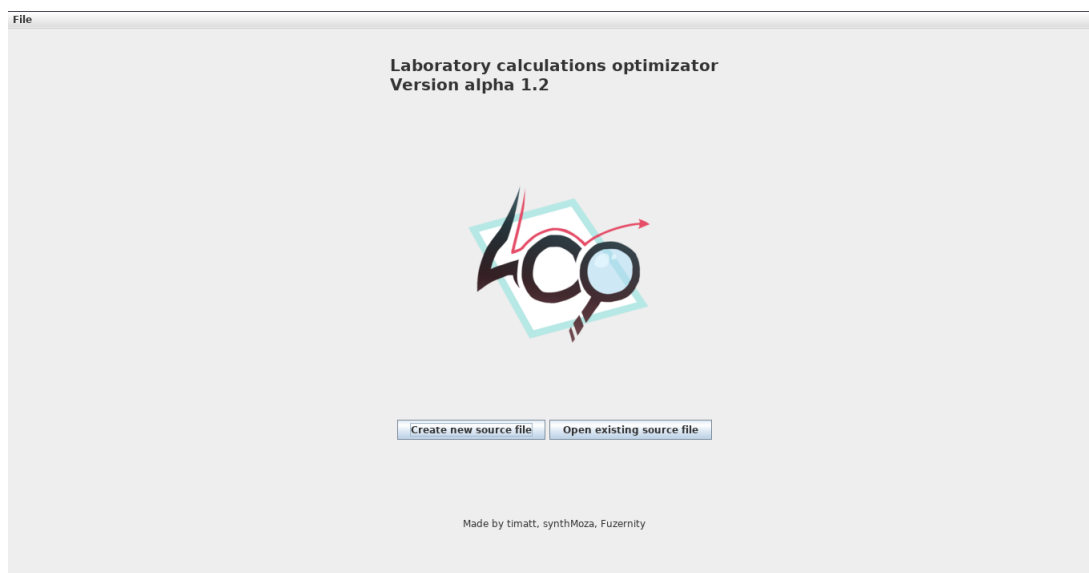 File
Laboratory calculations optimizator
Version alpha 1.2
LCO
Create new source file Open existing source file
Made by timatt, synthMoza, Fuzernity